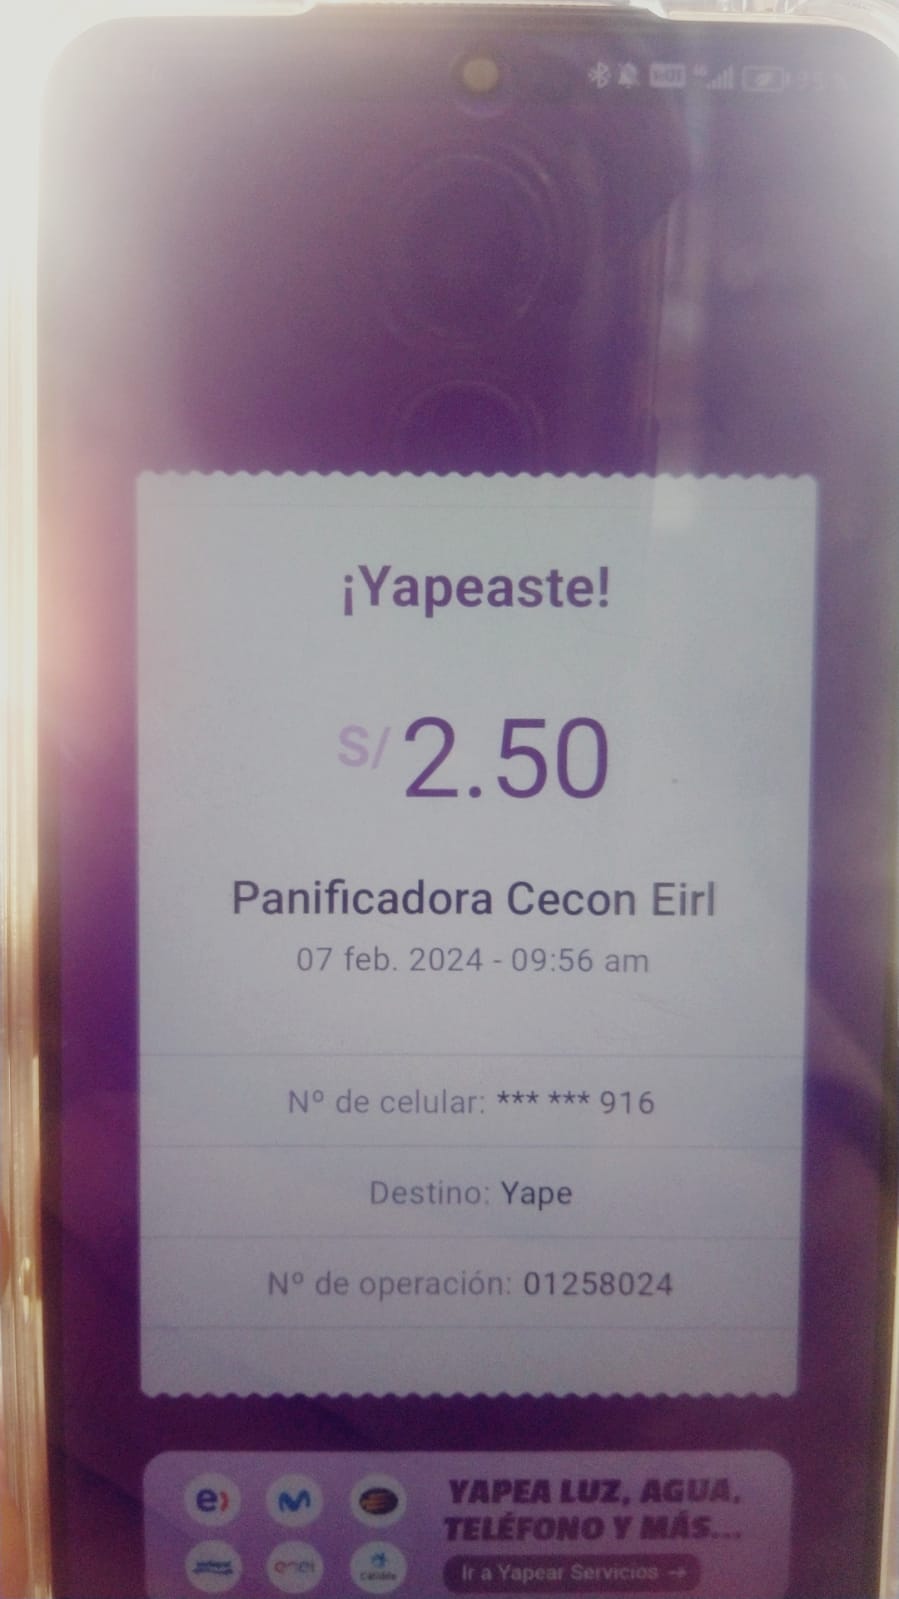 ¡Yapeaste!
S/ 2.50
Panificadora Cecon Eirl
07 feb. 2024 - 09:56 am
Nº de celular: *** *** 916
Destino: Yape
Nº de operación: 01258024
YAPEA LUZ, AGUA,
TELÉFONO Y MÁS...
enel
Ir a Yapear Servicios →